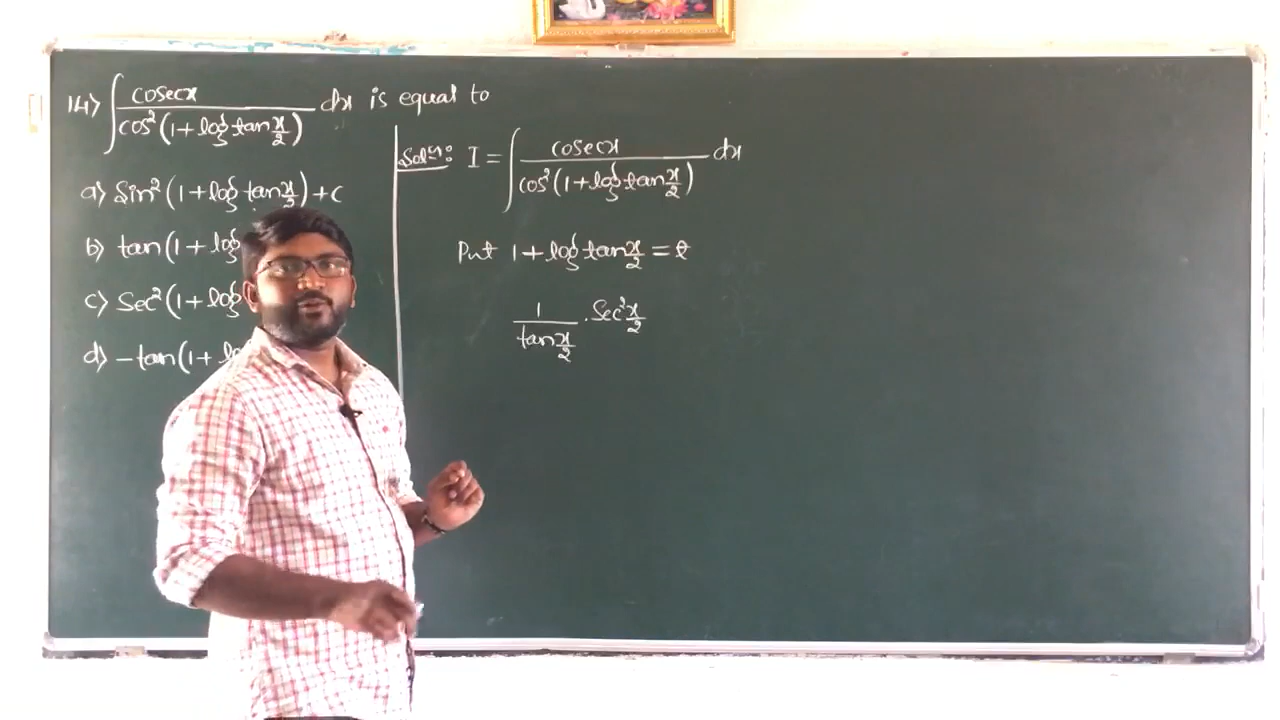 14) ∫ cosecx / cos²(1+log tan x/2) dx is equal to
a) Sin²(1+log tan x/2)+c
b) tan(1+log
c) Sec²(1+log
d) -tan(1+ lo
Soln: I = ∫ cosecx / cos²(1+log tan x/2) dx
Put 1+log tan x/2 = t
1 / tan x/2 . Sec² x/2